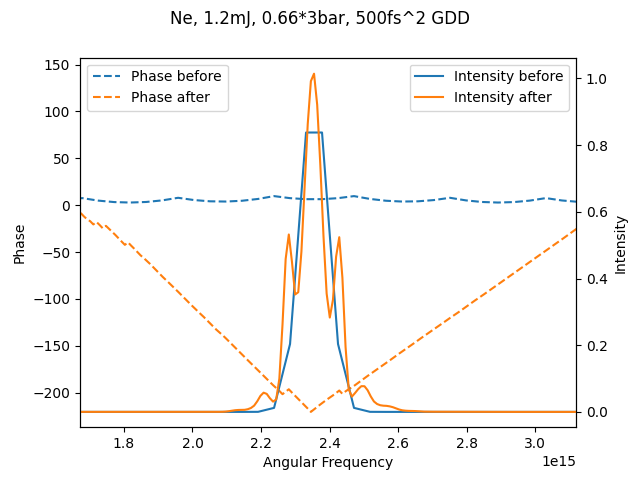 Ne, 1.2mJ, 0.66*3bar, 500fs^2 GDD
Phase before
Phase after
Intensity before
Intensity after
150
100
50
0
−50
−100
−150
−200
Phase
1.0
0.8
0.6
0.4
0.2
0.0
Intensity
1.8
2.0
2.2
2.4
2.6
2.8
3.0
1e15
Angular Frequency